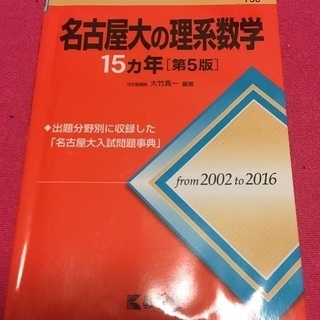 名古屋大の理系数学
15カ年[第5版]
大竹真一 編著
◆出題分野別に収録した
「名古屋大入試問題事典」
from 2002 to 2016